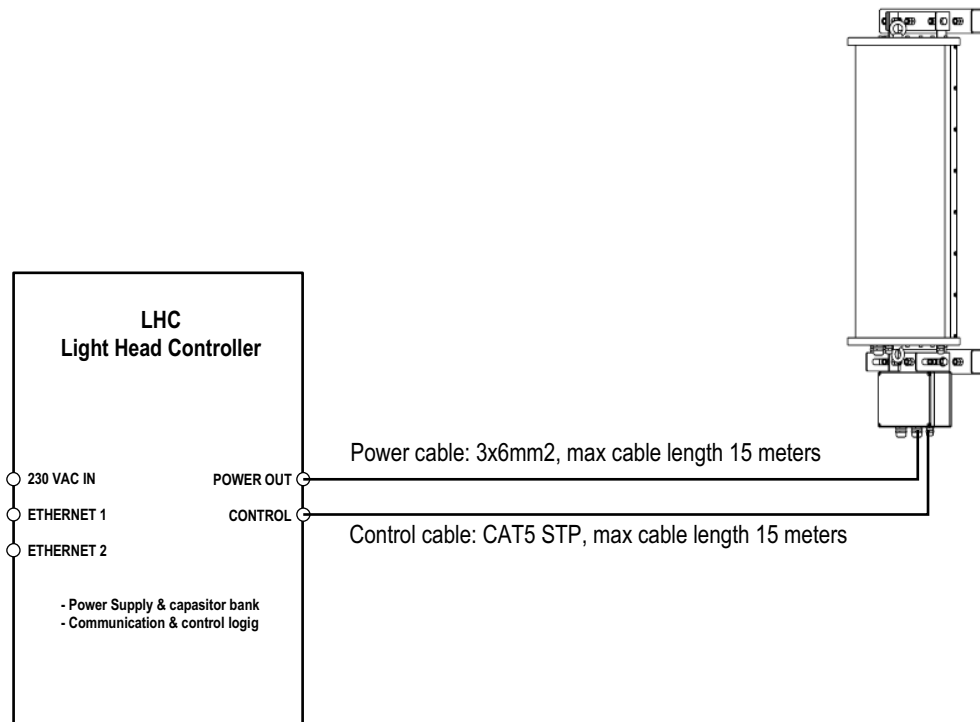 LHC
Light Head Controller
Power cable: 3x6mm2, max cable length 15 meters
230 VAC IN
POWER OUT
ETHERNET 1
CONTROL
Control cable: CAT5 STP, max cable length 15 meters
ETHERNET 2
- Power Supply & capasitor bank
- Communication & control logig